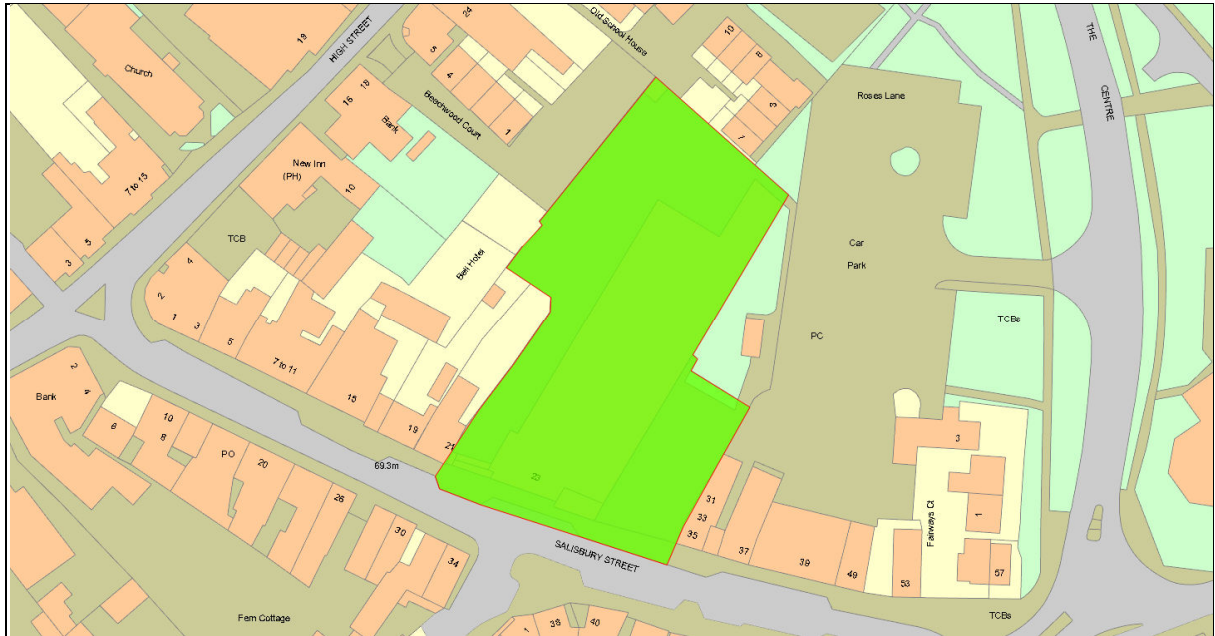 19
HIGH STREET
Church
24
5
Old School House
10
8
3
7
THE
CENTRE
Roses Lane
4
Beechwood Court
1
18
16
Bank
New Inn
(PH)
10
7 to 15
5
3
TCB
4
2
1
3
5
7 to 11
15
Bell Hotel
19
21
Car
Park
PC
TCBs
2
4
Bank
6
10
8
PO
20
26
30
34
69.3m
23
SALISBURY STREET
31
33
35
37
39
49
53
Fairways Ct
3
1
57
TCBs
Fern Cottage
1
38
40